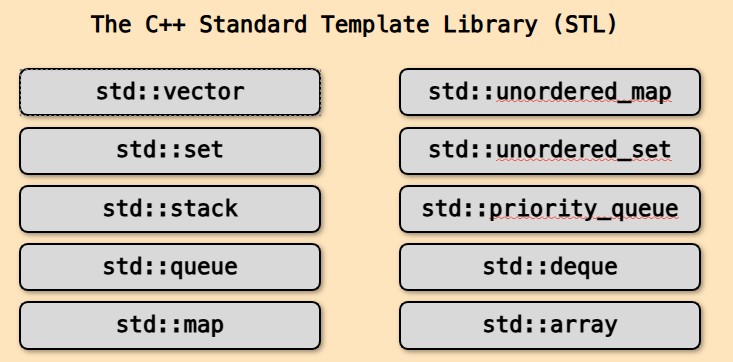 The C++ Standard Template Library (STL)
std::vector
std::set
std::stack
std::queue
std::map
std::unordered_map
std::unordered_set
std::priority_queue
std::deque
std::array